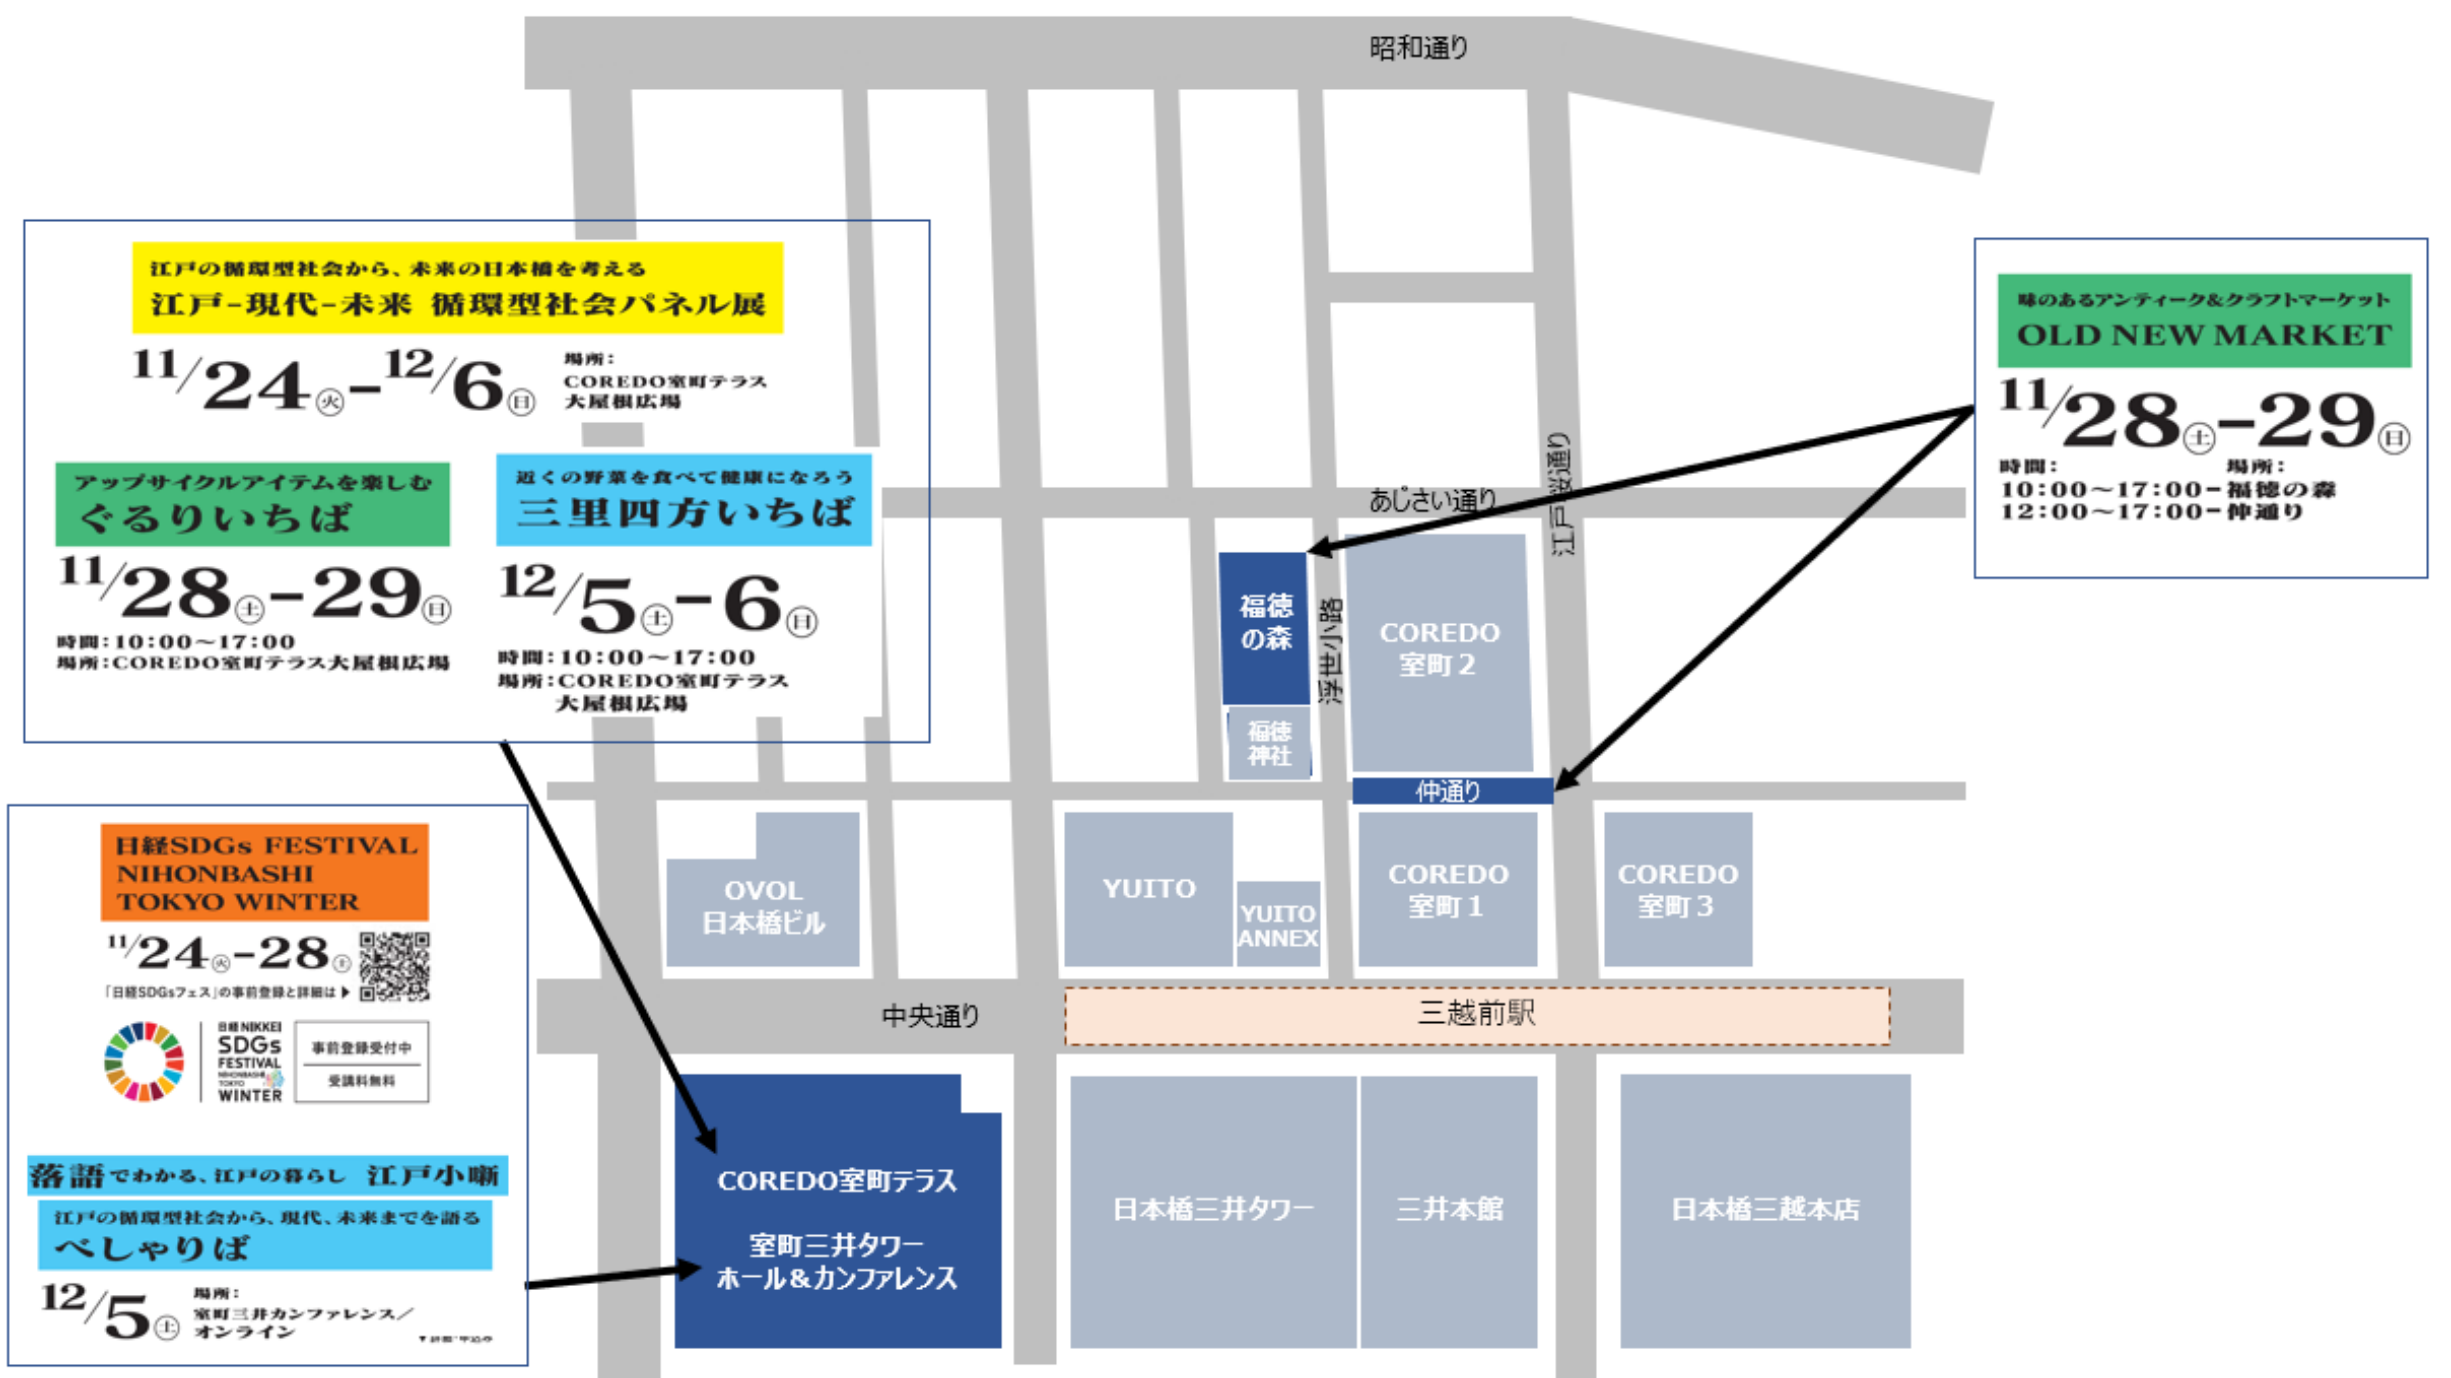 昭和通り
江戸の循環型社会から、未来の日本橋を考える
江戸-現代-未来 循環型社会パネル展
11/24㊋-12/6㊐
場所:
COREDO室町テラス
大屋根広場
アップサイクルアイテムを楽しむ
ぐるりいちば
11/28㊏-29㊐
時間:10:00〜17:00
場所:COREDO室町テラス大屋根広場
近くの野菜を食べて健康になろう
三里四方いちば
12/5㊏-6㊐
時間:10:00〜17:00
場所:COREDO室町テラス
大屋根広場
味のあるアンティーク&クラフトマーケット
OLD NEW MARKET
11/28㊏-29㊐
時間:
場所:
10:00〜17:00-福徳の森
12:00〜17:00-仲通り
あじさい通り
江戸桜通り
浮世小路
福徳
の森
COREDO
室町2
福徳
神社
仲通り
OVOL
日本橋ビル
YUITO
YUITO
ANNEX
COREDO
室町1
COREDO
室町3
中央通り
三越前駅
日経SDGs FESTIVAL
NIHONBASHI
TOKYO WINTER
11/24㊋-28㊏
「日経SDGsフェス」の事前登録と詳細は▶
日経 NIKKEI
SDGs
FESTIVAL
NIHONBASHI
TOKYO
WINTER
事前登録受付中
受講料無料
落語でわかる、江戸の暮らし 江戸小噺
江戸の循環型社会から、現代、未来までを語る
べしゃりば
12/5㊏
場所:
室町三井カンファレンス/
オンライン
COREDO室町テラス
室町三井タワー
ホール&カンファレンス
日本橋三井タワー
三井本館
日本橋三越本店